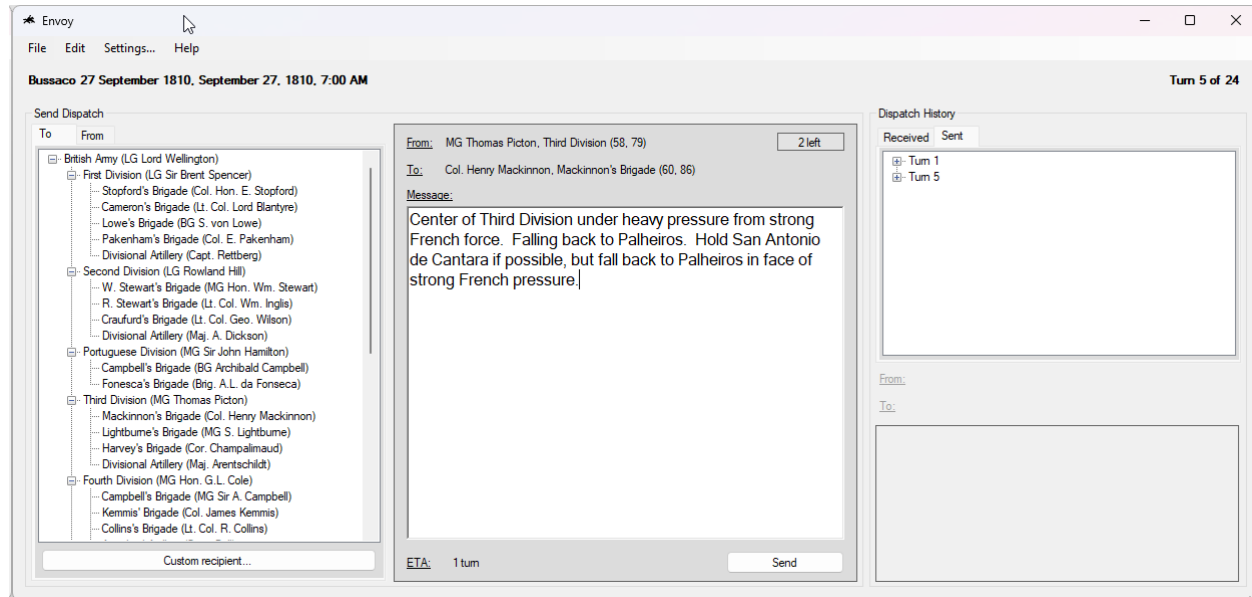 Envoy
File Edit Settings... Help
Bussaco 27 September 1810, September 27, 1810, 7:00 AM
Turn 5 of 24
Send Dispatch
To From
British Army (LG Lord Wellington)
First Division (LG Sir Brent Spencer)
Stopford's Brigade (Col. Hon. E. Stopford)
Cameron's Brigade (Lt. Col. Lord Blantyre)
Lowe's Brigade (BG S. von Lowe)
Pakenham's Brigade (Col. E. Pakenham)
Divisional Artillery (Capt. Rettberg)
Second Division (LG Rowland Hill)
W. Stewart's Brigade (MG Hon. Wm. Stewart)
R. Stewart's Brigade (Lt. Col. Wm. Inglis)
Craufurd's Brigade (Lt. Col. Geo. Wilson)
Divisional Artillery (Maj. A. Dickson)
Portuguese Division (MG Sir John Hamilton)
Campbell's Brigade (BG Archibald Campbell)
Fonesca's Brigade (Brig. A.L. da Fonseca)
Third Division (MG Thomas Picton)
Mackinnon's Brigade (Col. Henry Mackinnon)
Lightburne's Brigade (MG S. Lightburne)
Harvey's Brigade (Cor. Champalimaud)
Divisional Artillery (Maj. Arentschildt)
Fourth Division (MG Hon. G.L. Cole)
Campbell's Brigade (MG Sir A. Campbell)
Kemmis' Brigade (Col. James Kemmis)
Collins's Brigade (Lt. Col. R. Collins)
Custom recipient...
From: MG Thomas Picton, Third Division (58, 79)
2 left
To: Col. Henry Mackinnon, Mackinnon's Brigade (60, 86)
Message:
Center of Third Division under heavy pressure from strong
French force. Falling back to Palheiros. Hold San Antonio
de Cantara if possible, but fall back to Palheiros in face of
strong French pressure.
ETA: 1 turn
Send
Dispatch History
Received Sent
Turn 1
Turn 5
From:
To: